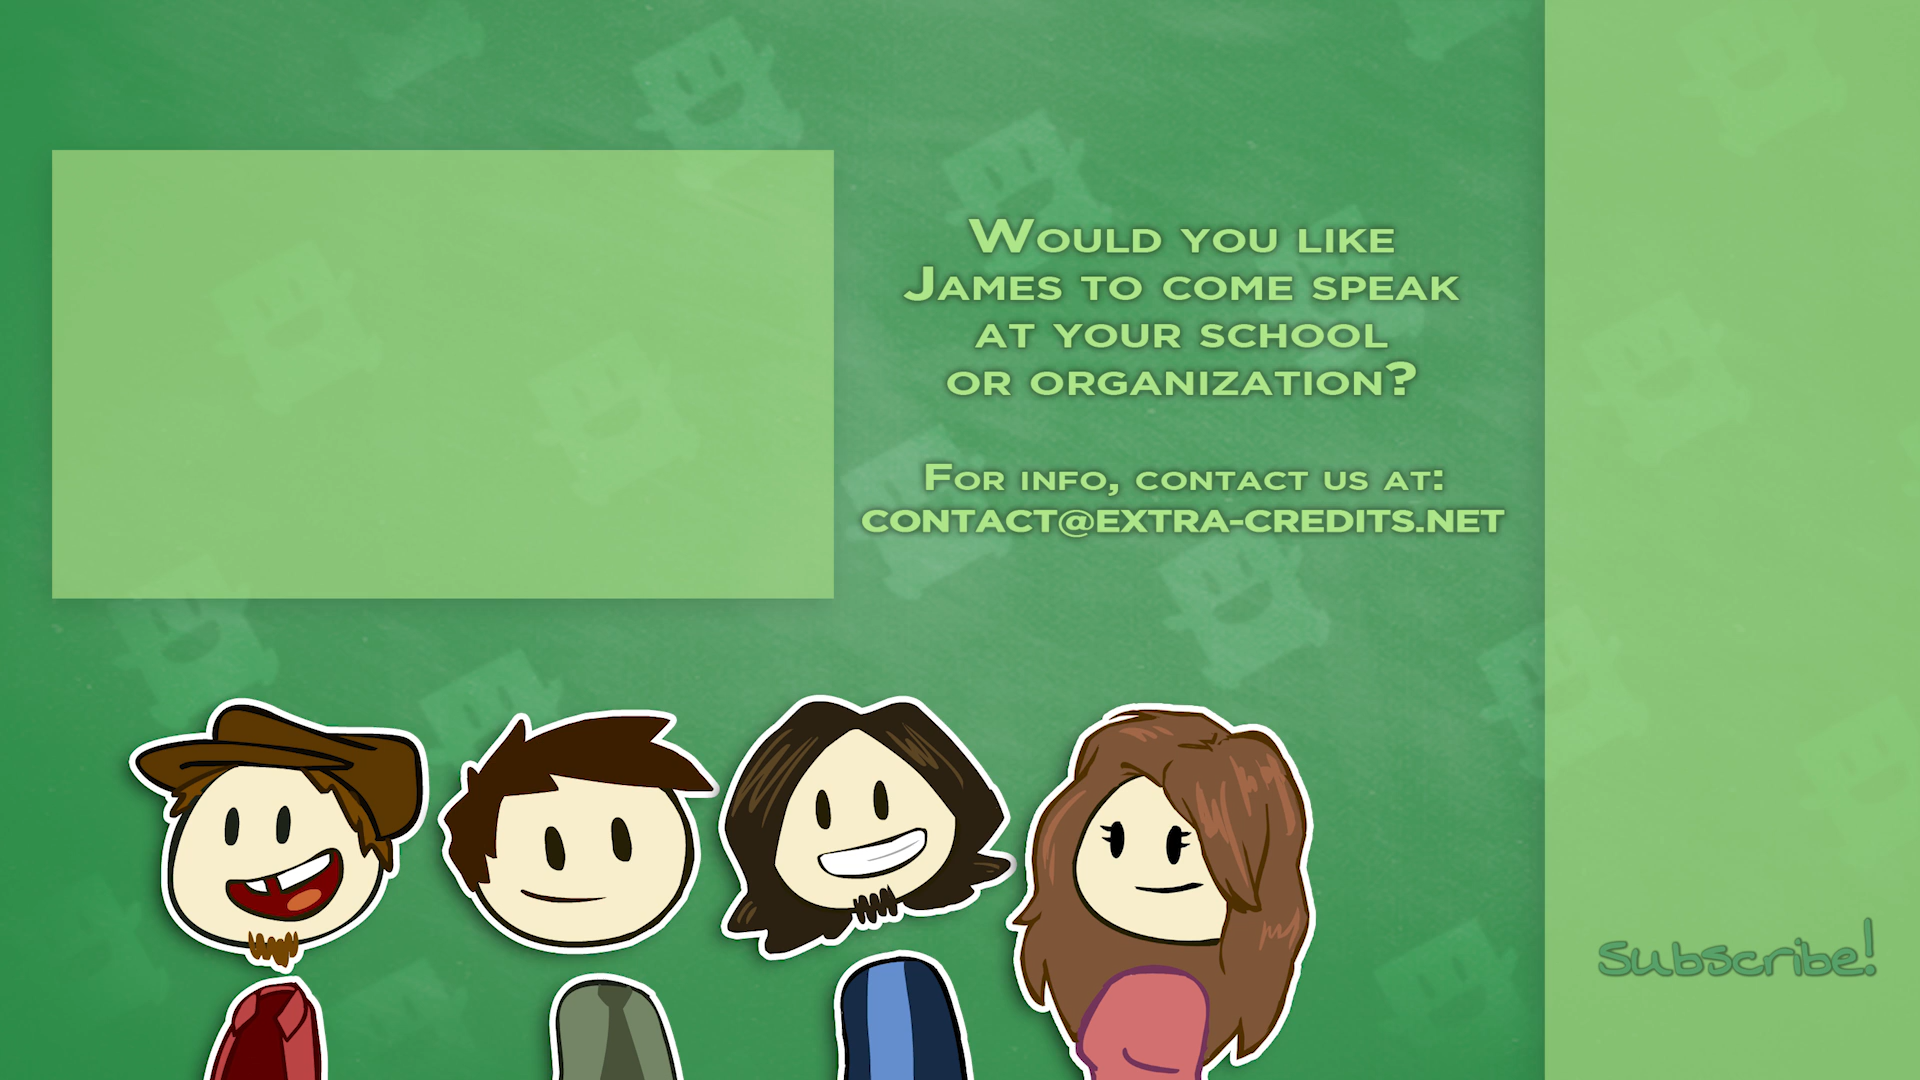 Would you like
James to come speak
at your school
or organization?
For info, contact us at:
contact@extra-credits.net
Subscribe!